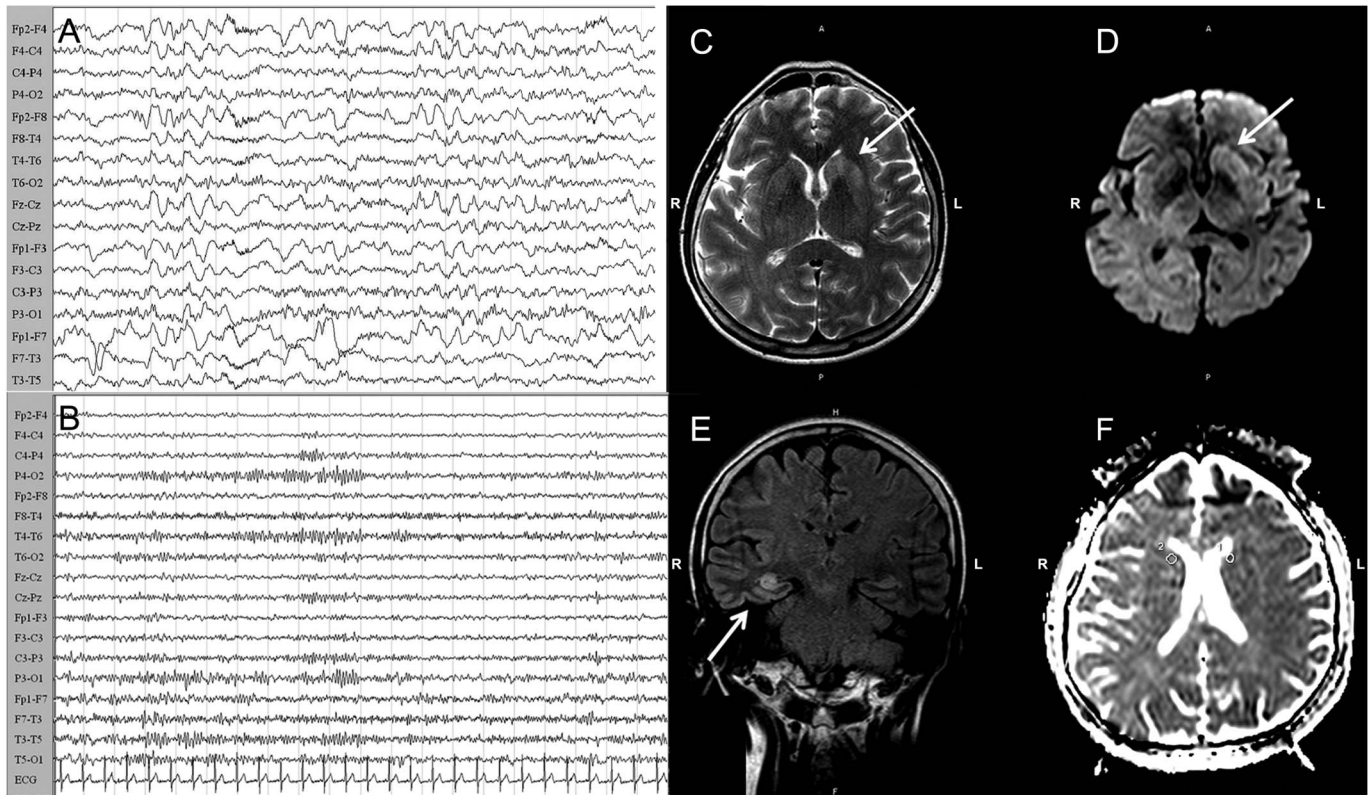 A
Fp2-F4
F4-C4
C4-P4
P4-O2
Fp2-F8
F8-T4
T4-T6
T6-O2
Fz-Cz
Cz-Pz
Fp1-F3
F3-C3
C3-P3
P3-O1
Fp1-F7
F7-T3
T3-T5
B
Fp2-F4
F4-C4
C4-P4
P4-O2
Fp2-F8
F8-T4
T4-T6
T6-O2
Fz-Cz
Cz-Pz
Fp1-F3
F3-C3
C3-P3
P3-O1
Fp1-F7
F7-T3
T3-T5
T5-O1
ECG
C
A
R
L
P
D
A
R
L
P
E
H
R
L
F
F
R
L
2
1